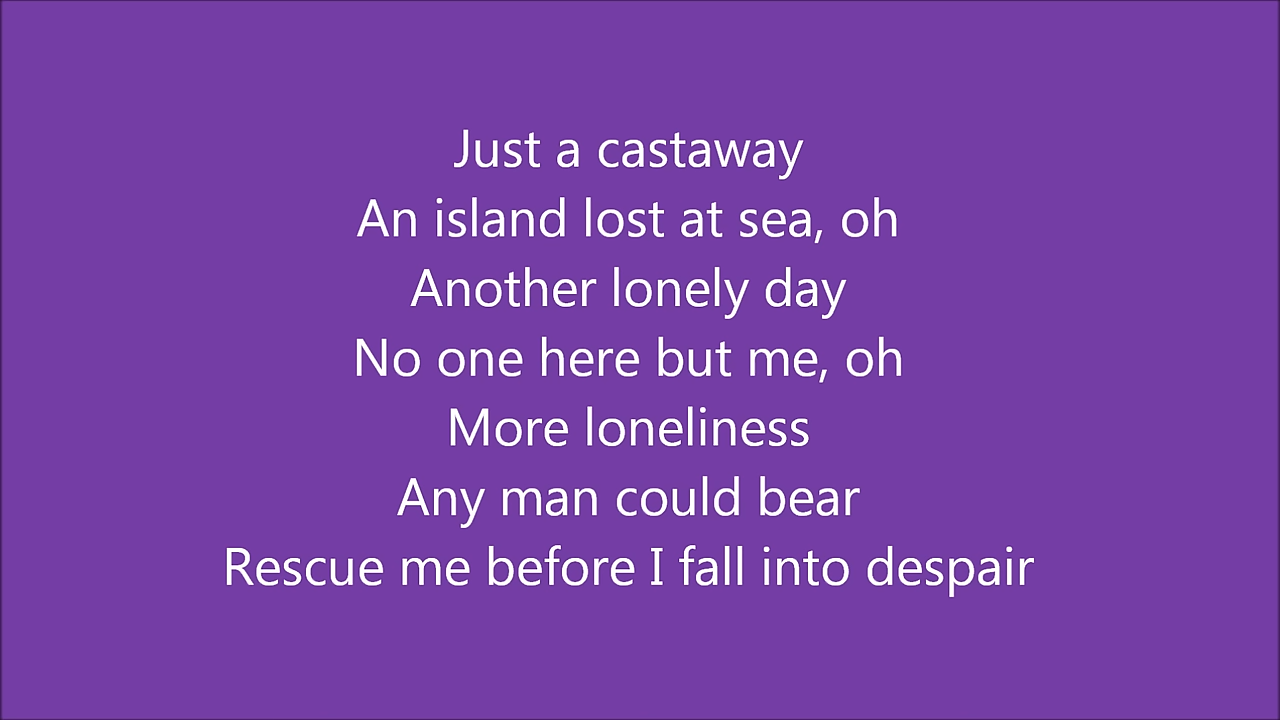 Just a castaway
An island lost at sea, oh
Another lonely day
No one here but me, oh
More loneliness
Any man could bear
Rescue me before I fall into despair